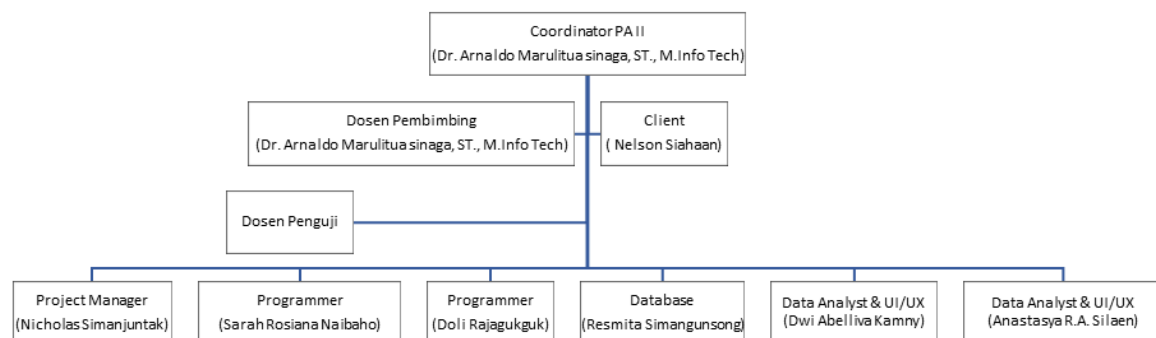 Coordinator PA II
(Dr. Arnaldo Marulitua sinaga, ST., M.Info Tech)
Dosen Pembimbing
(Dr. Arnaldo Marulitua sinaga, ST., M.Info Tech)
Client
( Nelson Siahaan)
Dosen Penguji
Project Manager
(Nicholas Simanjuntak)
Programmer
(Sarah Rosiana Naibaho)
Programmer
(Doli Rajagukguk)
Database
(Resmita Simangunsong)
Data Analyst & UI/UX
(Dwi Abelliva Kamny)
Data Analyst & UI/UX
(Anastasya R.A. Silaen)